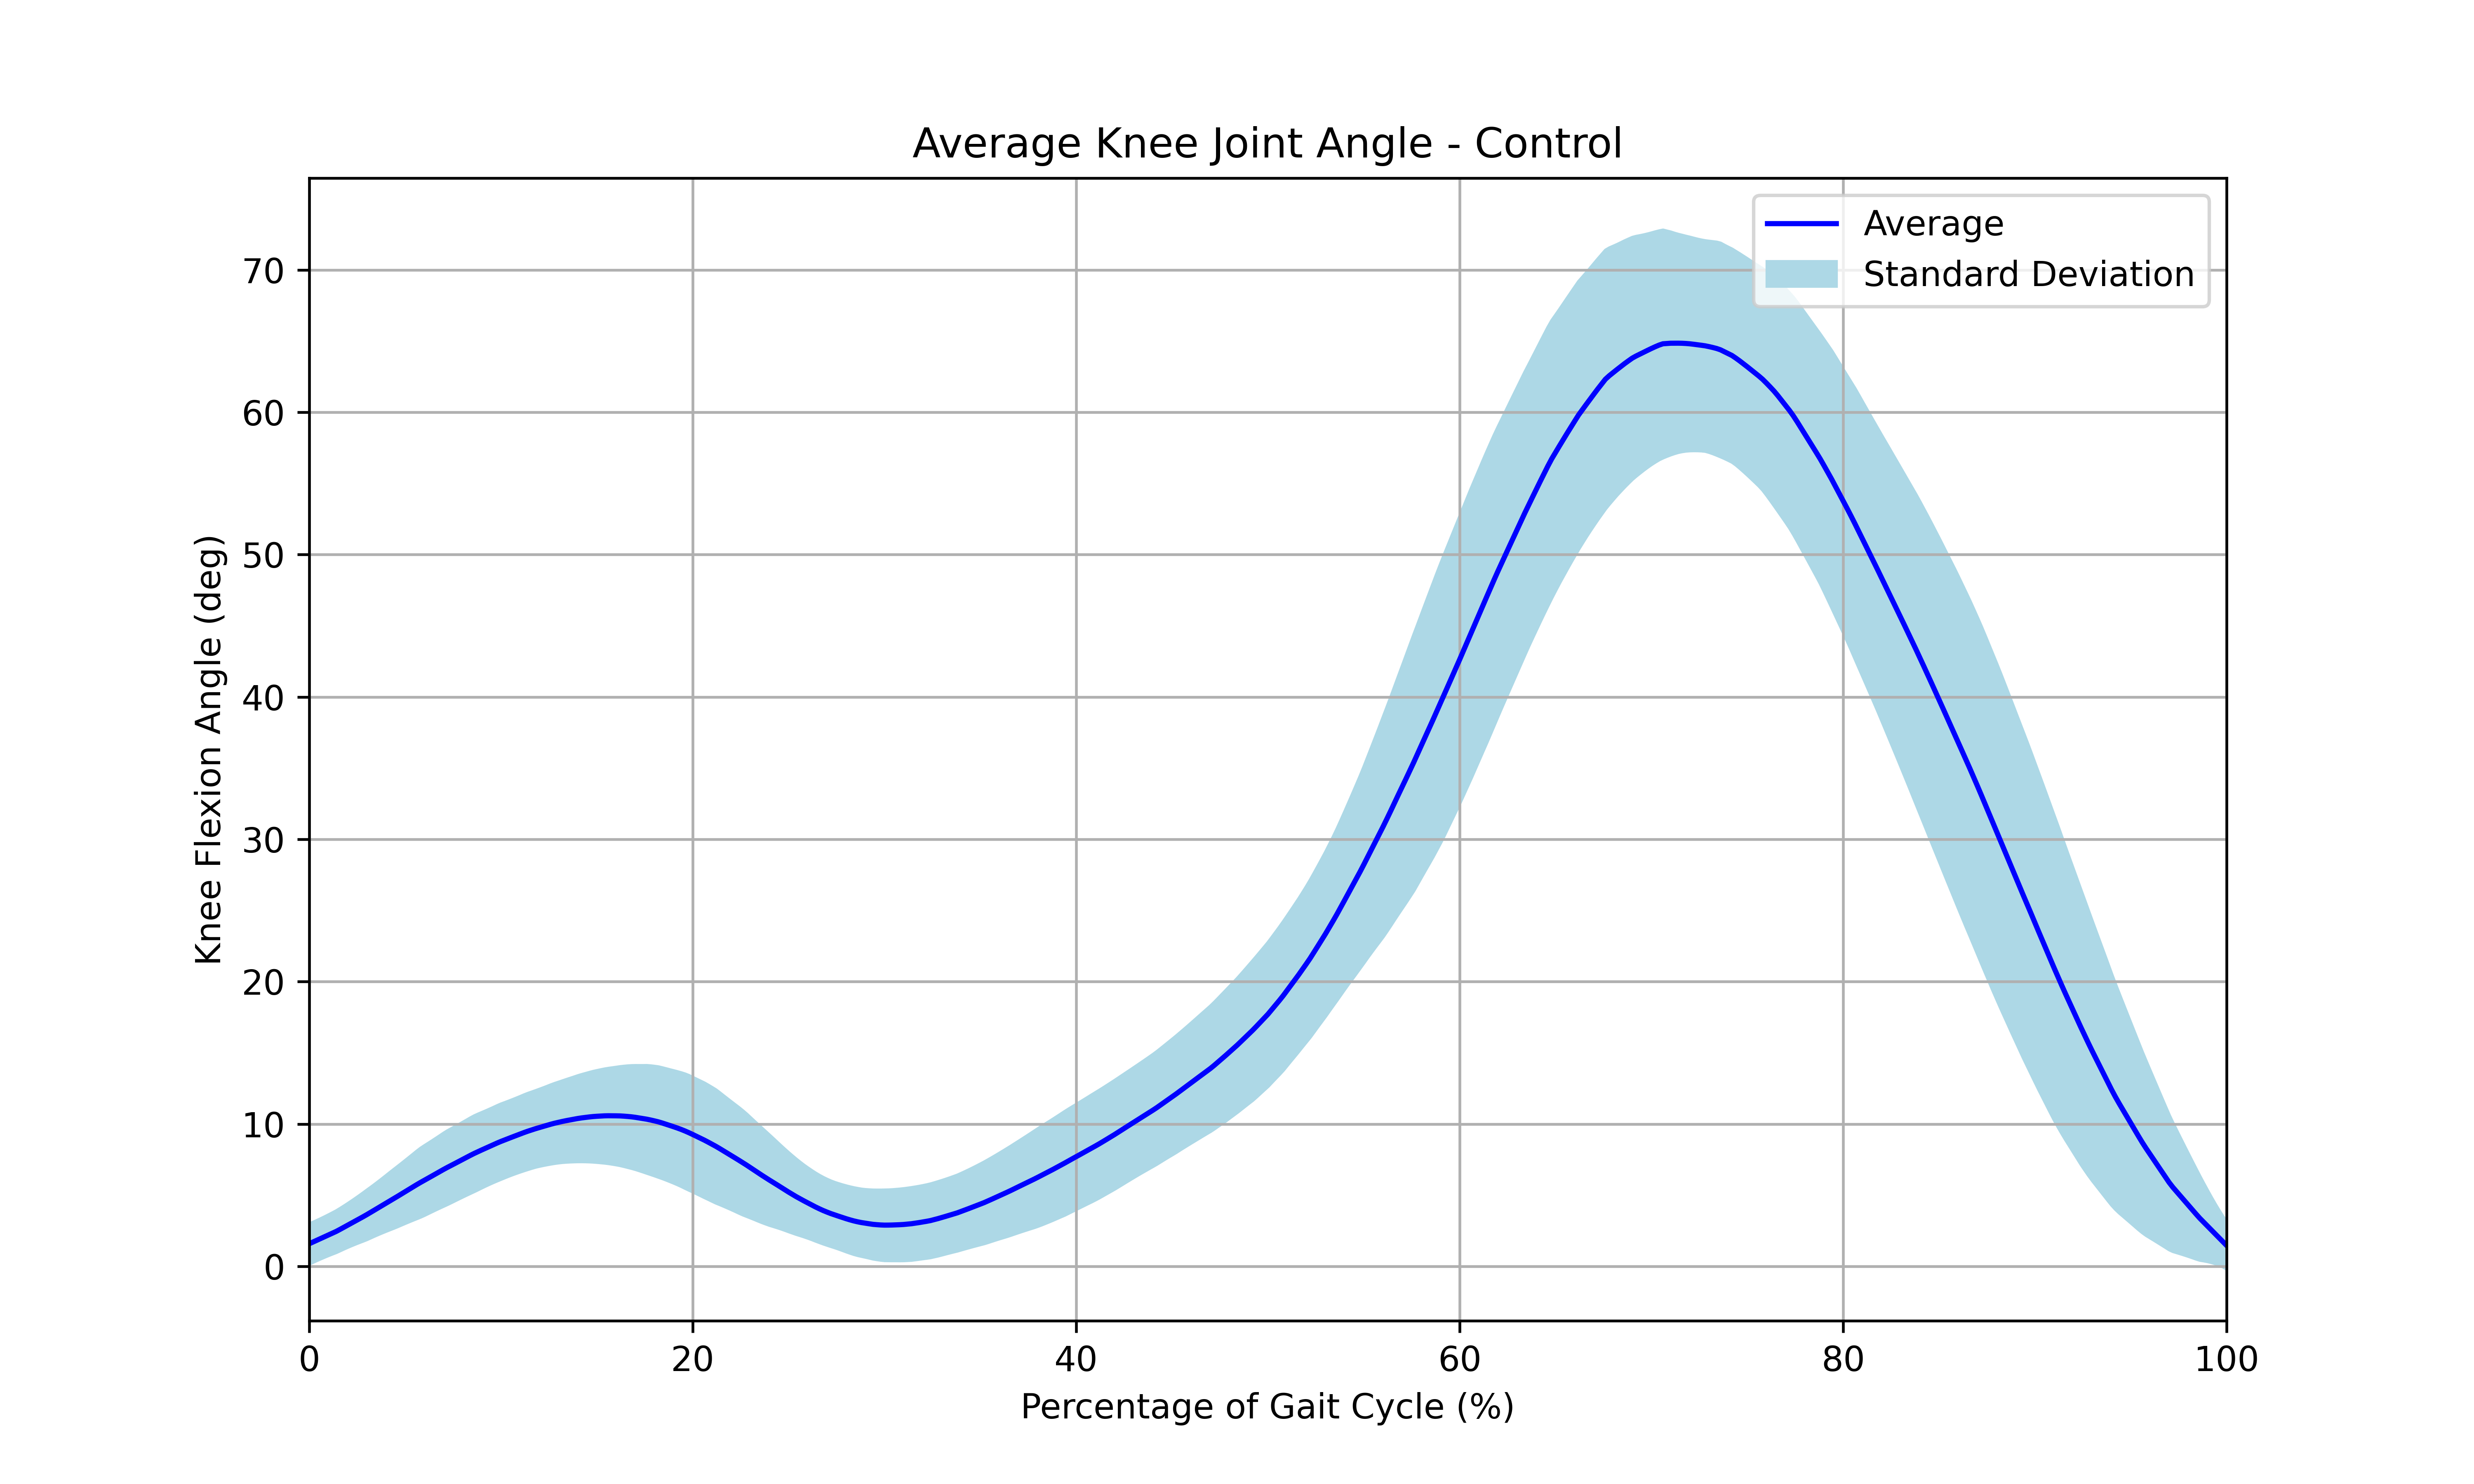 Average Knee Joint Angle - Control
Average
Standard Deviation
Knee Flexion Angle (deg)
70
60
50
40
30
20
10
0
0
20
40
60
80
100
Percentage of Gait Cycle (%)